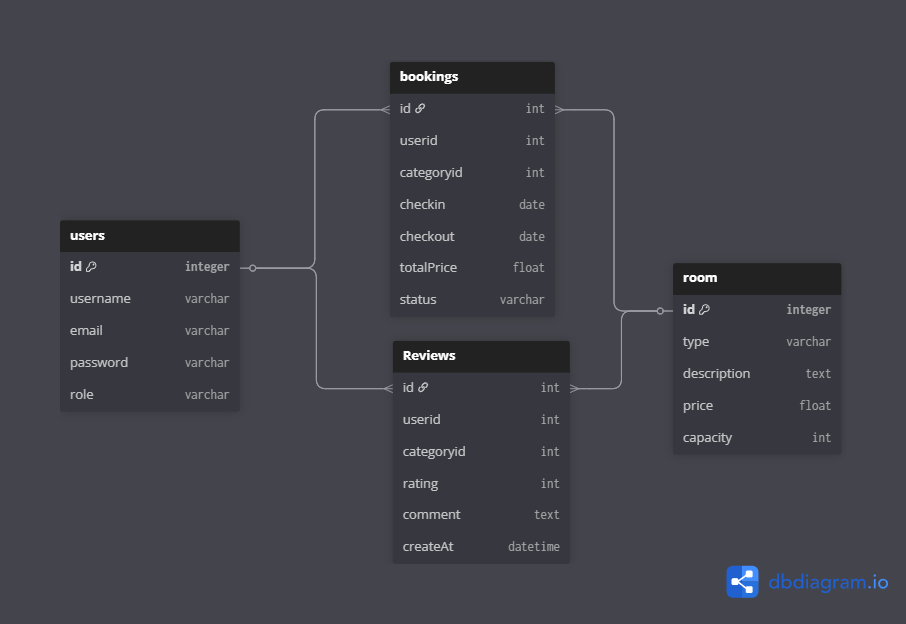 bookings
id int
userid int
categoryid int
checkin date
checkout date
totalPrice float
status varchar
users
id integer
username varchar
email varchar
password varchar
role varchar
room
id integer
type varchar
description text
price float
capacity int
Reviews
id int
userid int
categoryid int
rating int
comment text
createAt datetime
dbdiagram.io